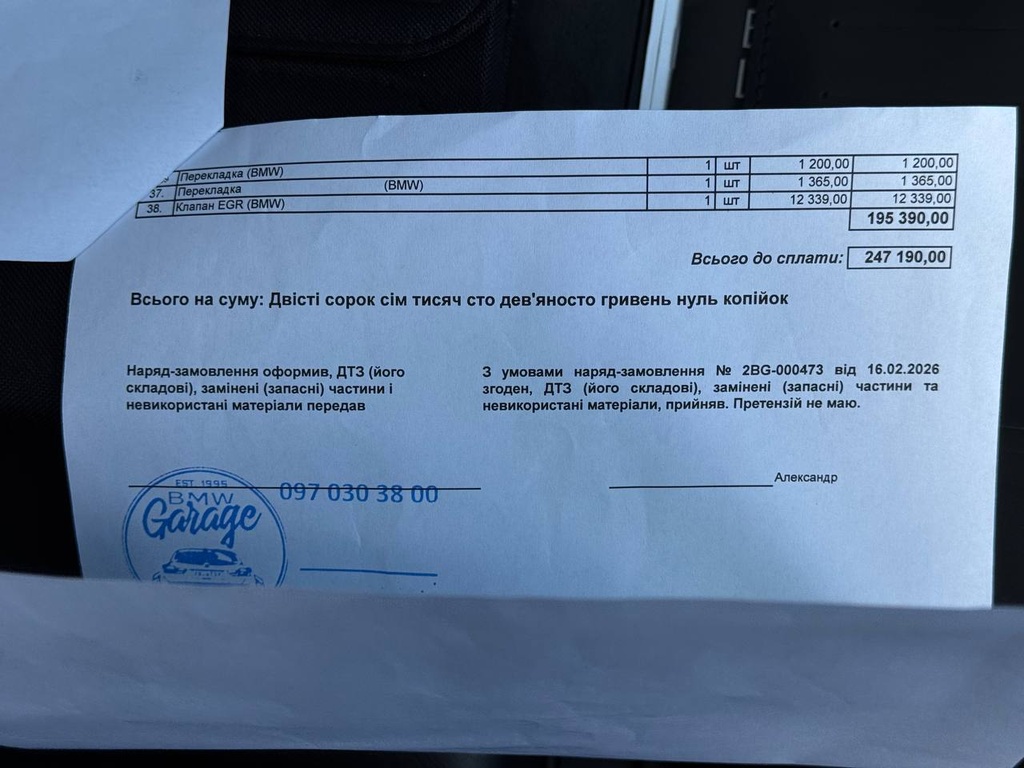 Перекладка (BMW) 1 шт 1 200,00 1 200,00
37. Перекладка (BMW) 1 шт 1 365,00 1 365,00
38. Клапан EGR (BMW) 1 шт 12 339,00 12 339,00
195 390,00
Всього до сплати: 247 190,00
Всього на суму: Двісті сорок сім тисяч сто дев'яносто гривень нуль копійок
Наряд-замовлення оформив, ДТЗ (його
складові), замінені (запасні) частини і
невикористані матеріали передав
З умовами наряд-замовлення № 2BG-000473 від 16.02.2026
згоден, ДТЗ (його складові), замінені (запасні) частини та
невикористані матеріали, прийняв. Претензій не маю.
Александр
EST. 1995
BMW
Garage
097 030 38 00